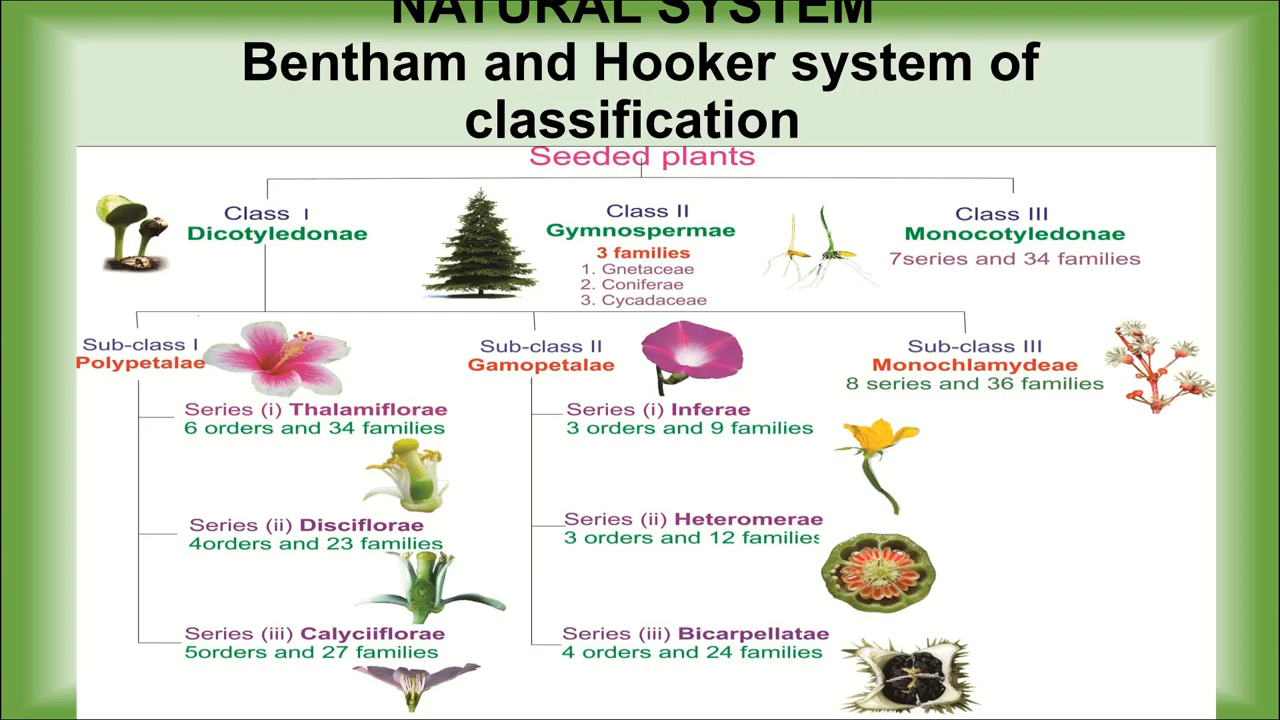 NATURAL SYSTEM
Bentham and Hooker system of
classification
Seeded plants
Class I
Dicotyledonae
Class II
Gymnospermae
3 families
1. Gnetaceae
2. Coniferae
3. Cycadaceae
Class III
Monocotyledonae
7series and 34 families
Sub-class I
Polypetalae
Sub-class II
Gamopetalae
Sub-class III
Monochlamydeae
8 series and 36 families
Series (i) Thalamiflorae
6 orders and 34 families
Series (ii) Disciflorae
4orders and 23 families
Series (iii) Calyciiflorae
5orders and 27 families
Series (i) Inferae
3 orders and 9 families
Series (ii) Heteromerae
3 orders and 12 families
Series (iii) Bicarpellatae
4 orders and 24 families